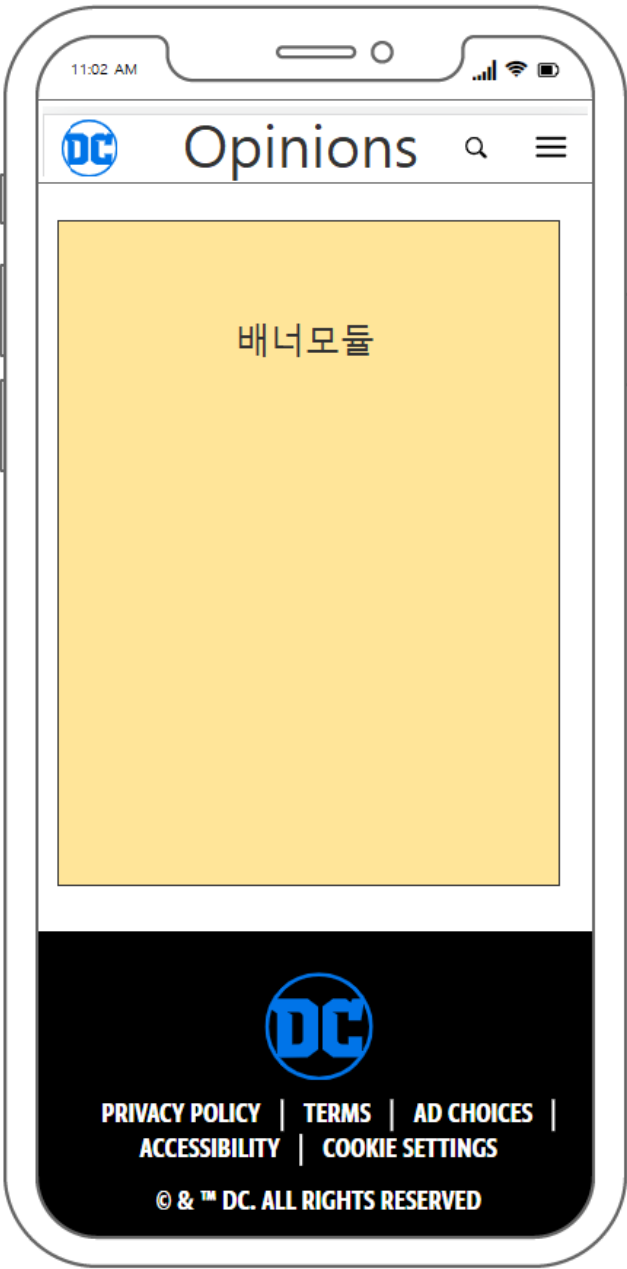 11:02 AM
DC Opinions
배너모듈
DC
PRIVACY POLICY | TERMS | AD CHOICES |
ACCESSIBILITY | COOKIE SETTINGS
© & ™ DC. ALL RIGHTS RESERVED